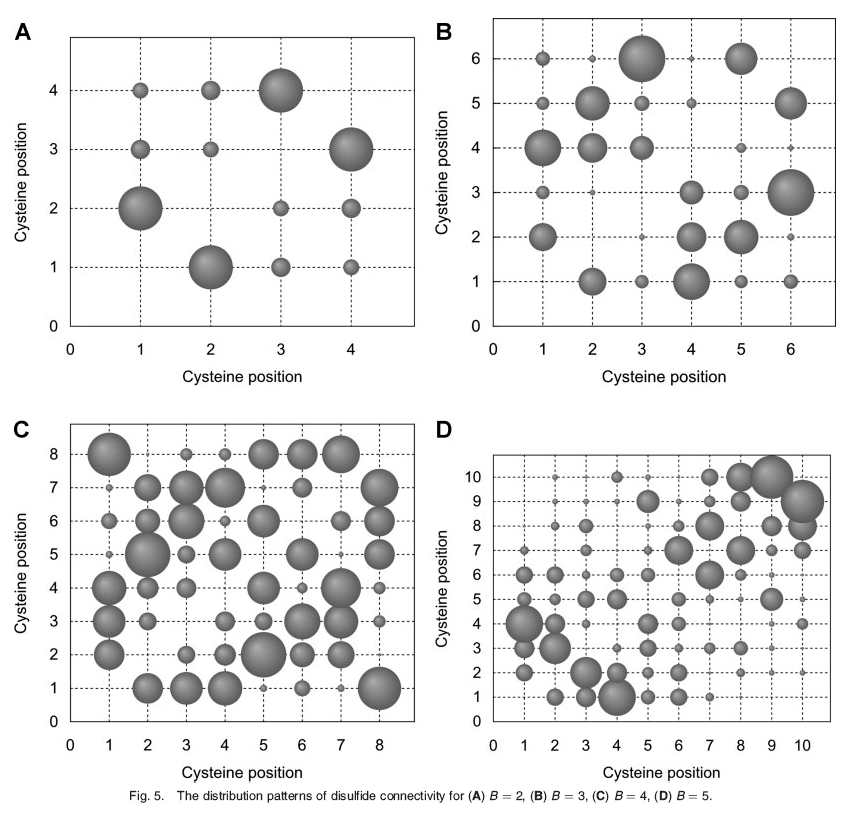 A
4
3
2
1
0
0 1 2 3 4
Cysteine position
Cysteine position
B
6
5
4
3
2
1
0
0 1 2 3 4 5 6
Cysteine position
Cysteine position
C
8
7
6
5
4
3
2
1
0
0 1 2 3 4 5 6 7 8
Cysteine position
Cysteine position
D
10
9
8
7
6
5
4
3
2
1
0
0 1 2 3 4 5 6 7 8 9 10
Cysteine position
Cysteine position
Fig. 5. The distribution patterns of disulfide connectivity for (A) B = 2, (B) B = 3, (C) B = 4, (D) B = 5.